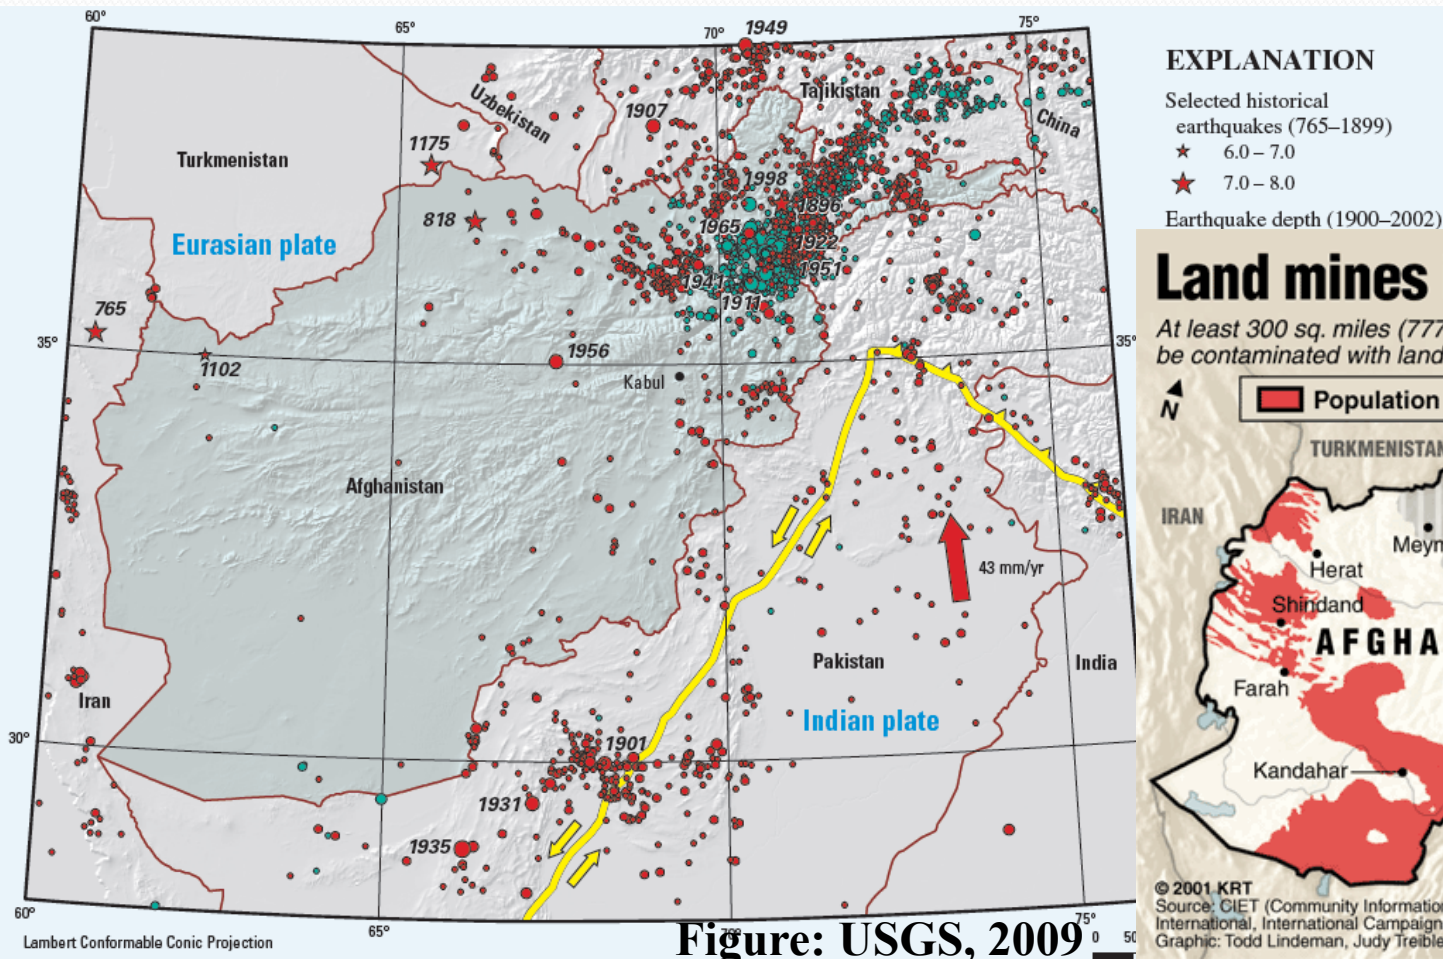 60°
65°
70°
75°
1949
Tajikistan
Uzbekistan
1907
China
1175
Turkmenistan
1998
818
1896
1965
Eurasian plate
1922
1951
1941
765
1911
35°
35°
1102
1956
Kabul
Afghanistan
43 mm/yr
Pakistan
India
Iran
Indian plate
30°
1901
1931
1935
60°
65°
75°
Lambert Conformable Conic Projection
Figure: USGS, 2009
0 50
EXPLANATION
Selected historical
earthquakes (765–1899)
6.0 – 7.0
7.0 – 8.0
Earthquake depth (1900–2002)
Land mines
At least 300 sq. miles (777
be contaminated with land
N
Population
TURKMENISTAN
IRAN
Meym
Herat
Shindand
AFGHA
Farah
Kandahar
© 2001 KRT
Source: CIET (Community Information
International, International Campaign
Graphic: Todd Lindeman, Judy Treible